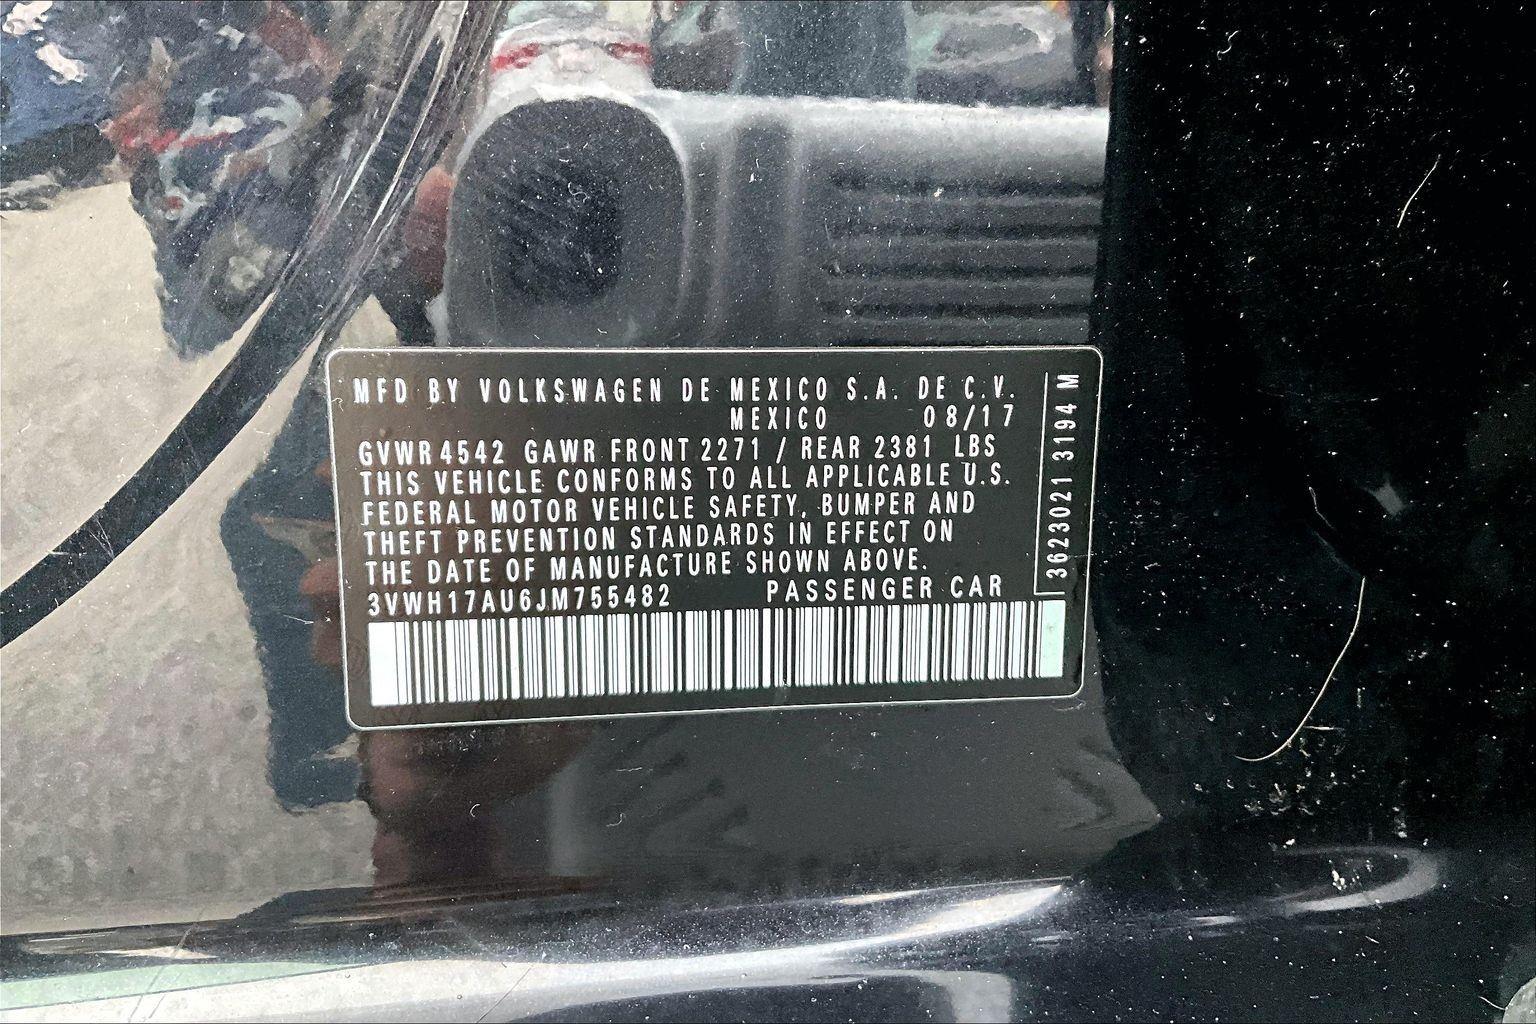 MFD BY VOLKSWAGEN DE MEXICO S.A. DE C.V.
MEXICO 08/17
GVWR 4542 GAWR FRONT 2271 / REAR 2381 LBS
THIS VEHICLE CONFORMS TO ALL APPLICABLE U.S.
FEDERAL MOTOR VEHICLE SAFETY, BUMPER AND
THEFT PREVENTION STANDARDS IN EFFECT ON
THE DATE OF MANUFACTURE SHOWN ABOVE.
3VWH17AU6JM755482 PASSENGER CAR
3623021 3194 M